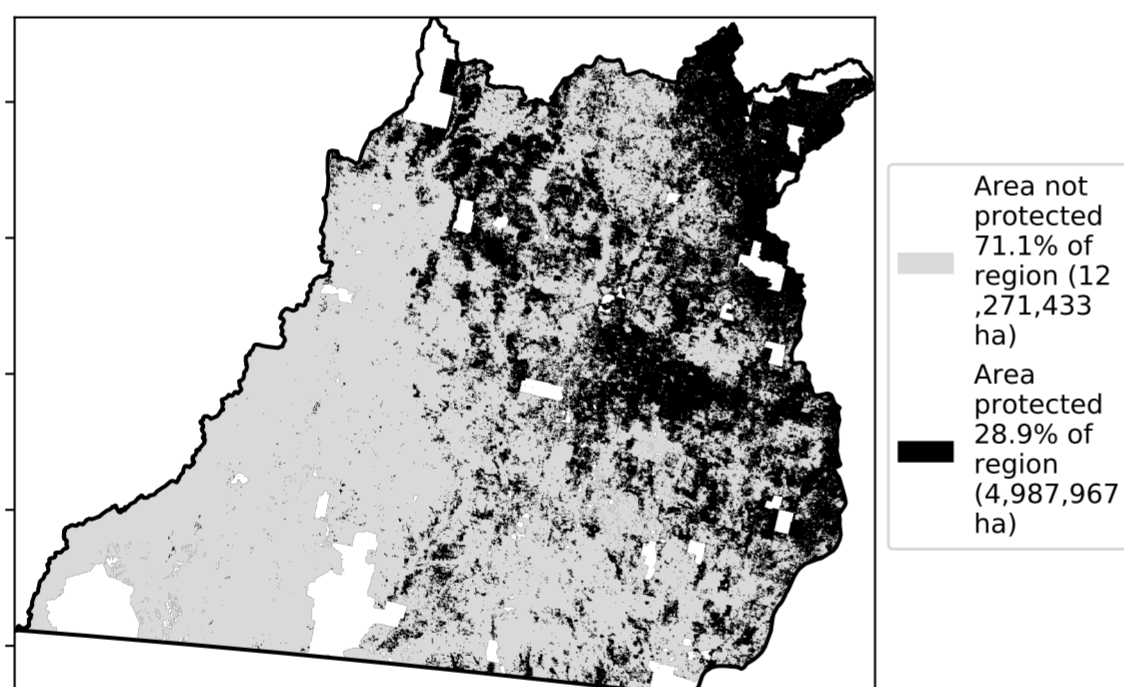 Area not
protected
71.1% of
region (12
,271,433
ha)
Area
protected
28.9% of
region
(4,987,967
ha)